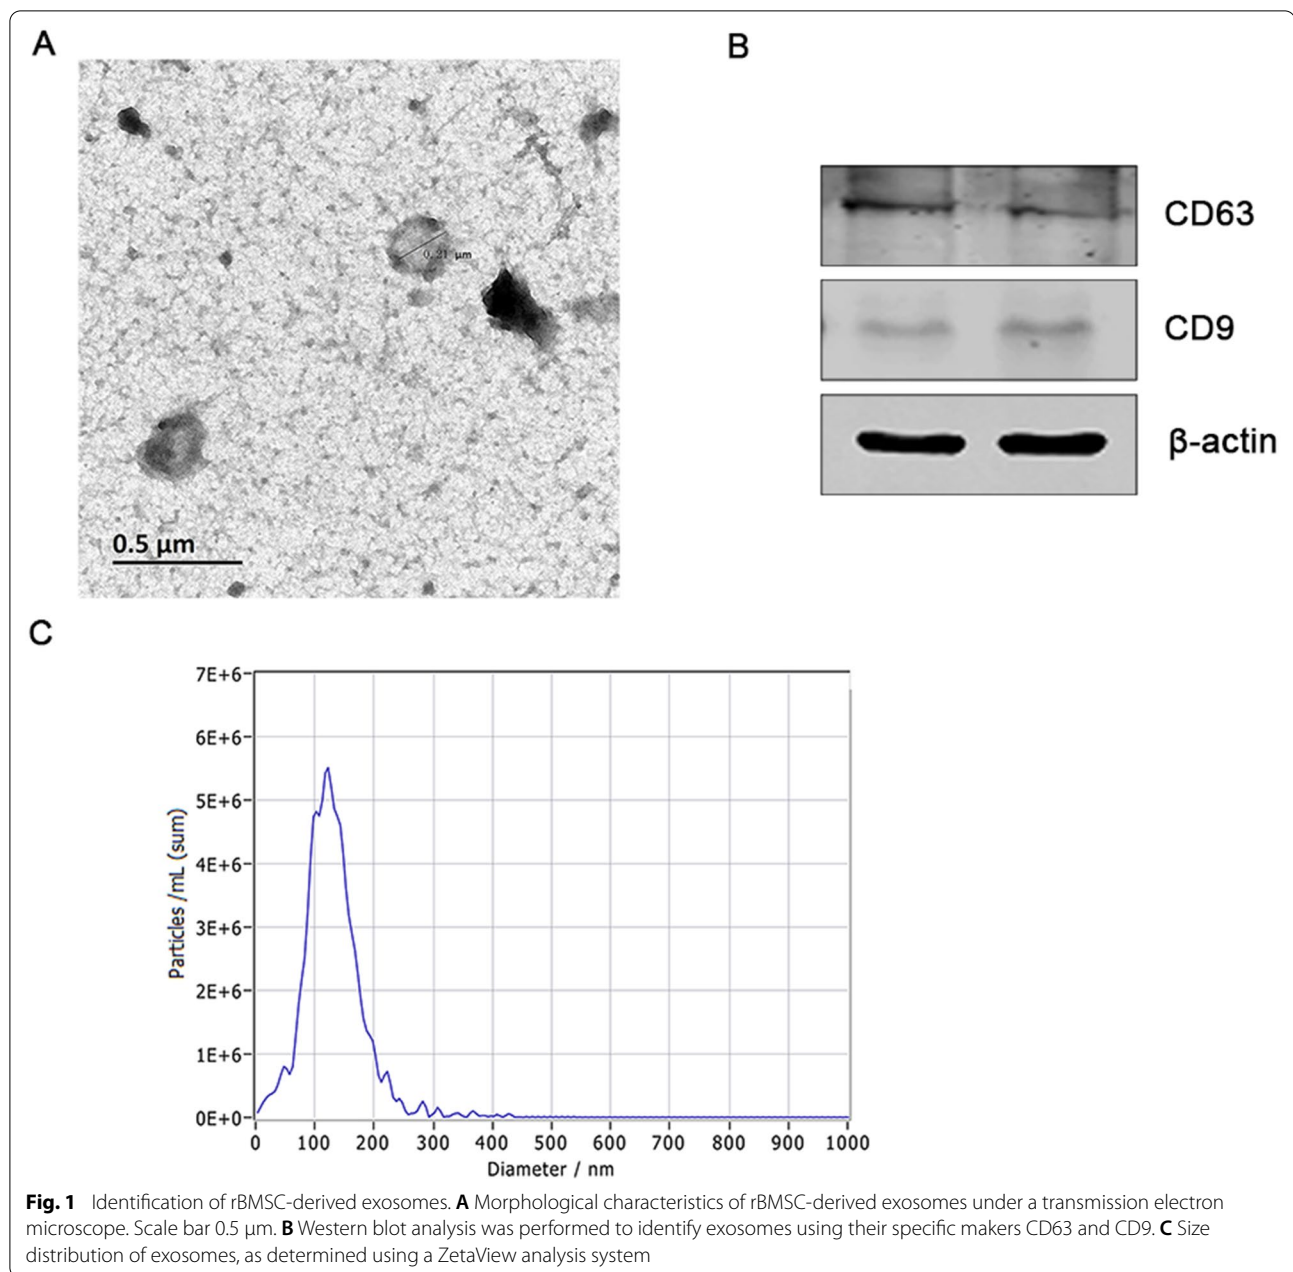 A
0.21 μm
0.5 μm
B
CD63
CD9
β-actin
C
7E+6
6E+6
5E+6
4E+6
3E+6
2E+6
1E+6
0E+0
Particles /mL (sum)
0 100 200 300 400 500 600 700 800 900 1000
Diameter / nm
Fig. 1 Identification of rBMSC-derived exosomes. A Morphological characteristics of rBMSC-derived exosomes under a transmission electron
microscope. Scale bar 0.5 μm. B Western blot analysis was performed to identify exosomes using their specific makers CD63 and CD9. C Size
distribution of exosomes, as determined using a ZetaView analysis system